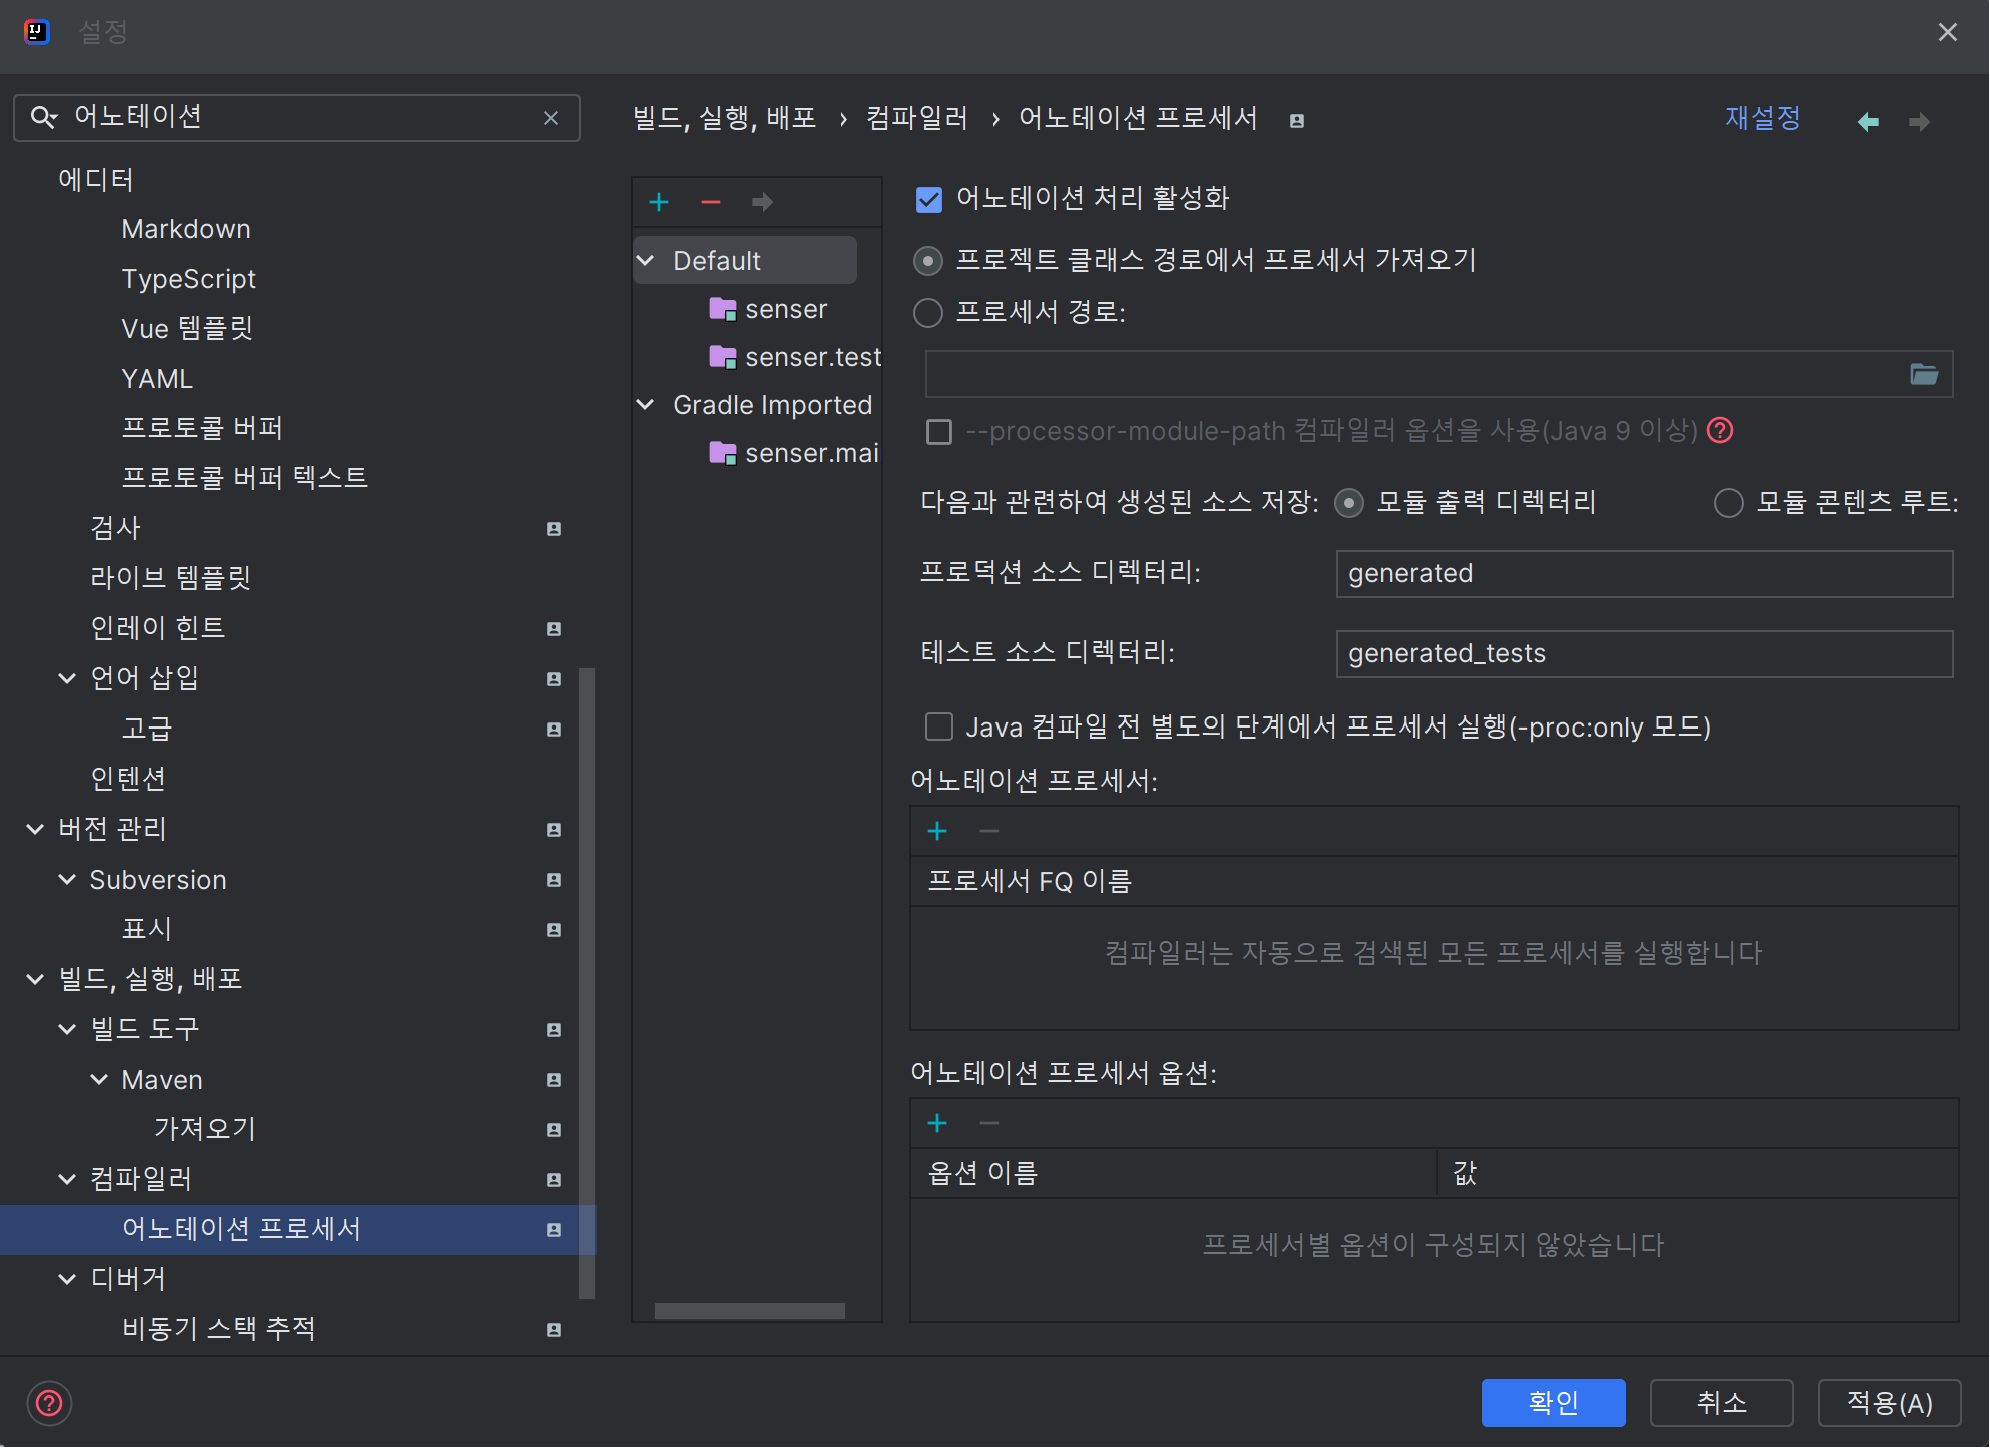 설정
어노테이션
에디터
Markdown
TypeScript
Vue 템플릿
YAML
프로토콜 버퍼
프로토콜 버퍼 텍스트
검사
라이브 템플릿
인레이 힌트
언어 삽입
고급
인텐션
버전 관리
Subversion
표시
빌드, 실행, 배포
빌드 도구
Maven
가져오기
컴파일러
어노테이션 프로세서
디버거
비동기 스택 추적
빌드, 실행, 배포 › 컴파일러 › 어노테이션 프로세서
재설정
Default
senser
senser.test
Gradle Imported
senser.mai
어노테이션 처리 활성화
프로젝트 클래스 경로에서 프로세서 가져오기
프로세서 경로:
--processor-module-path 컴파일러 옵션을 사용(Java 9 이상)
다음과 관련하여 생성된 소스 저장: 모듈 출력 디렉터리 모듈 콘텐츠 루트:
프로덕션 소스 디렉터리: generated
테스트 소스 디렉터리: generated_tests
Java 컴파일 전 별도의 단계에서 프로세서 실행(-proc:only 모드)
어노테이션 프로세서:
프로세서 FQ 이름
컴파일러는 자동으로 검색된 모든 프로세서를 실행합니다
어노테이션 프로세서 옵션:
옵션 이름 값
프로세서별 옵션이 구성되지 않았습니다
확인 취소 적용(A)